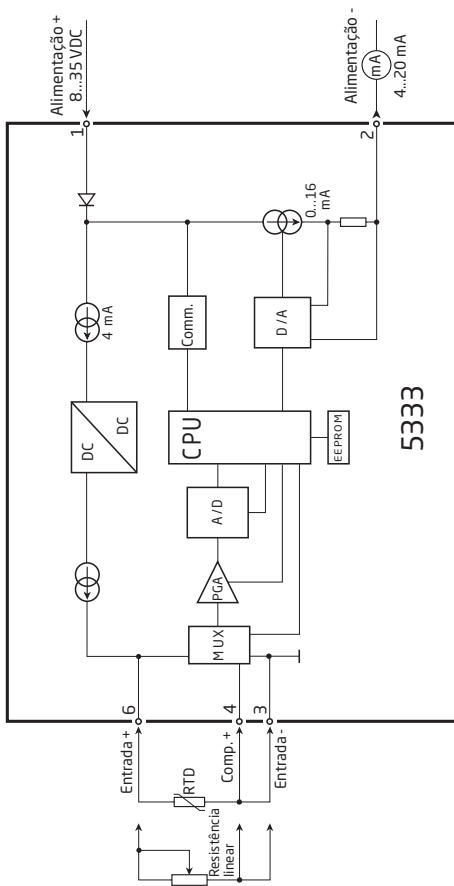 Alimentação +
8...35 VDC
1
Alimentação -
mA
4...20 mA
2
4 mA
0...16
mA
DC
DC
Comm.
D/A
CPU
A/D
EEPROM
PGA
MUX
5333
6
4
3
Entrada +
RTD
Comp. +
Entrada -
Resistência
linear